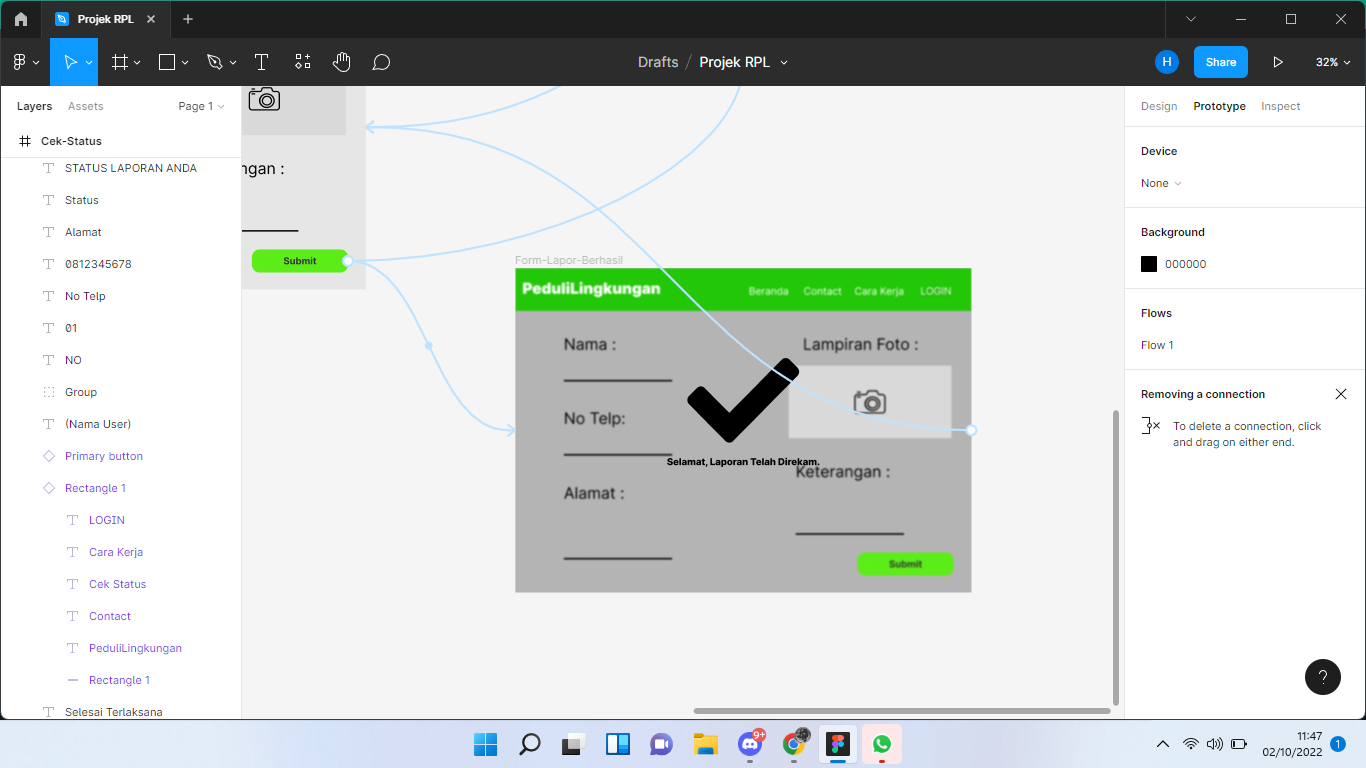 Projek RPL
Drafts / Projek RPL
H
Share
32%
Layers
Assets
Page 1
Cek-Status
STATUS LAPORAN ANDA
Status
Alamat
0812345678
No Telp
01
NO
Group
(Nama User)
Primary button
Rectangle 1
LOGIN
Cara Kerja
Cek Status
Contact
PeduliLingkungan
Rectangle 1
Selesai Terlaksana
ngan :
Submit
Form-Lapor-Berhasil
PeduliLingkungan
Beranda
Contact
Cara Kerja
LOGIN
Nama :
Lampiran Foto :
No Telp:
Selamat, Laporan Telah Direkam.
Keterangan :
Alamat :
Submit
Design
Prototype
Inspect
Device
None
Background
000000
Flows
Flow 1
Removing a connection
To delete a connection, click
and drag on either end.
?
9+
11:47
02/10/2022
1